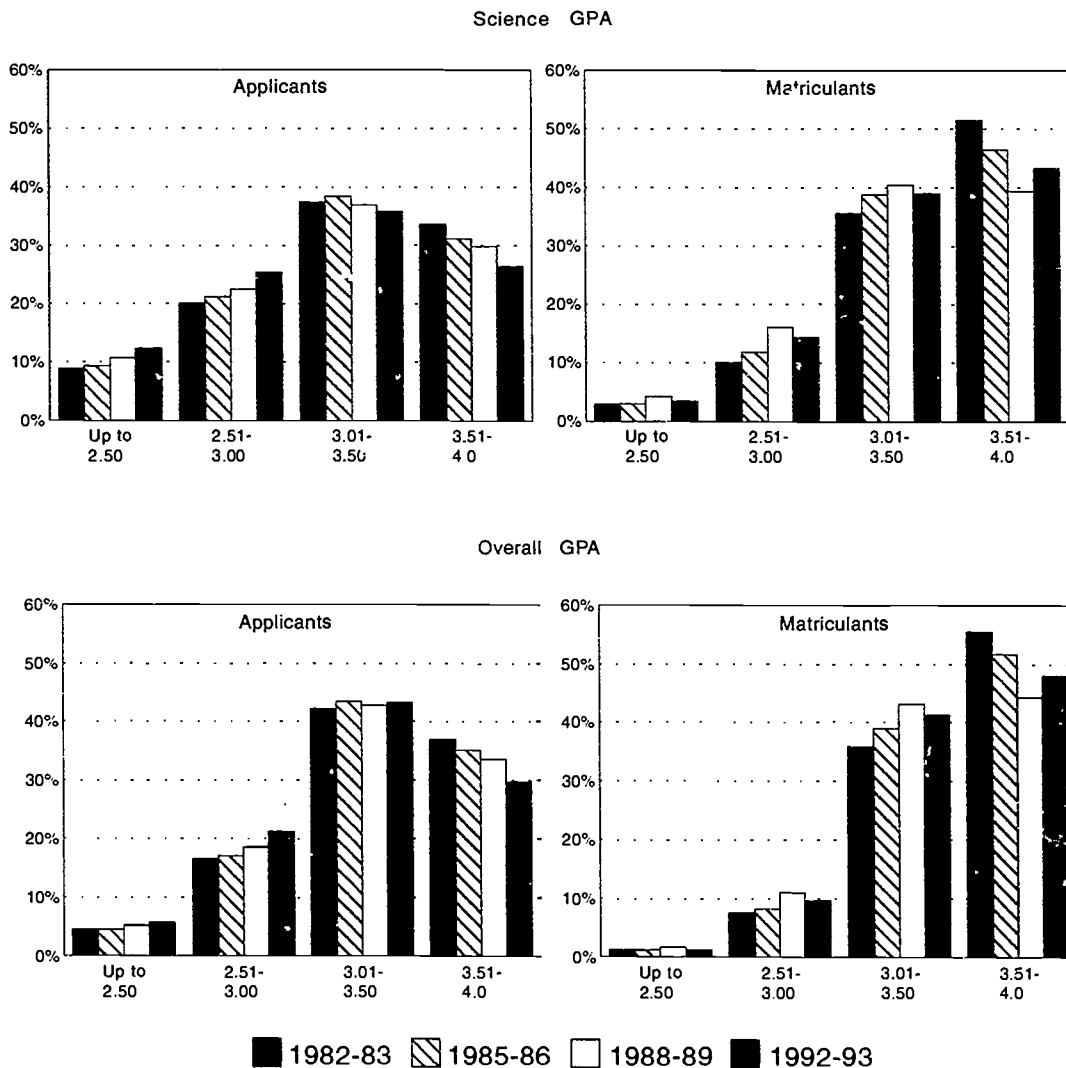 Science GPA
Applicants
60%
50%
40%
30%
20%
10%
0%
Up to 2.51- 3.01- 3.51-
2.50 3.00 3.50 4.0
Matriculants
60%
50%
40%
30%
20%
10%
0%
Up to 2.51- 3.01- 3.51-
2.50 3.00 3.50 4.0
Overall GPA
Applicants
60%
50%
40%
30%
20%
10%
0%
Up to 2.51- 3.01- 3.51-
2.50 3.00 3.50 4.0
Matriculants
60%
50%
40%
30%
20%
10%
0%
Up to 2.51- 3.01- 3.51-
2.50 3.00 3.50 4.0
1982-83 1985-86 1988-89 1992-93